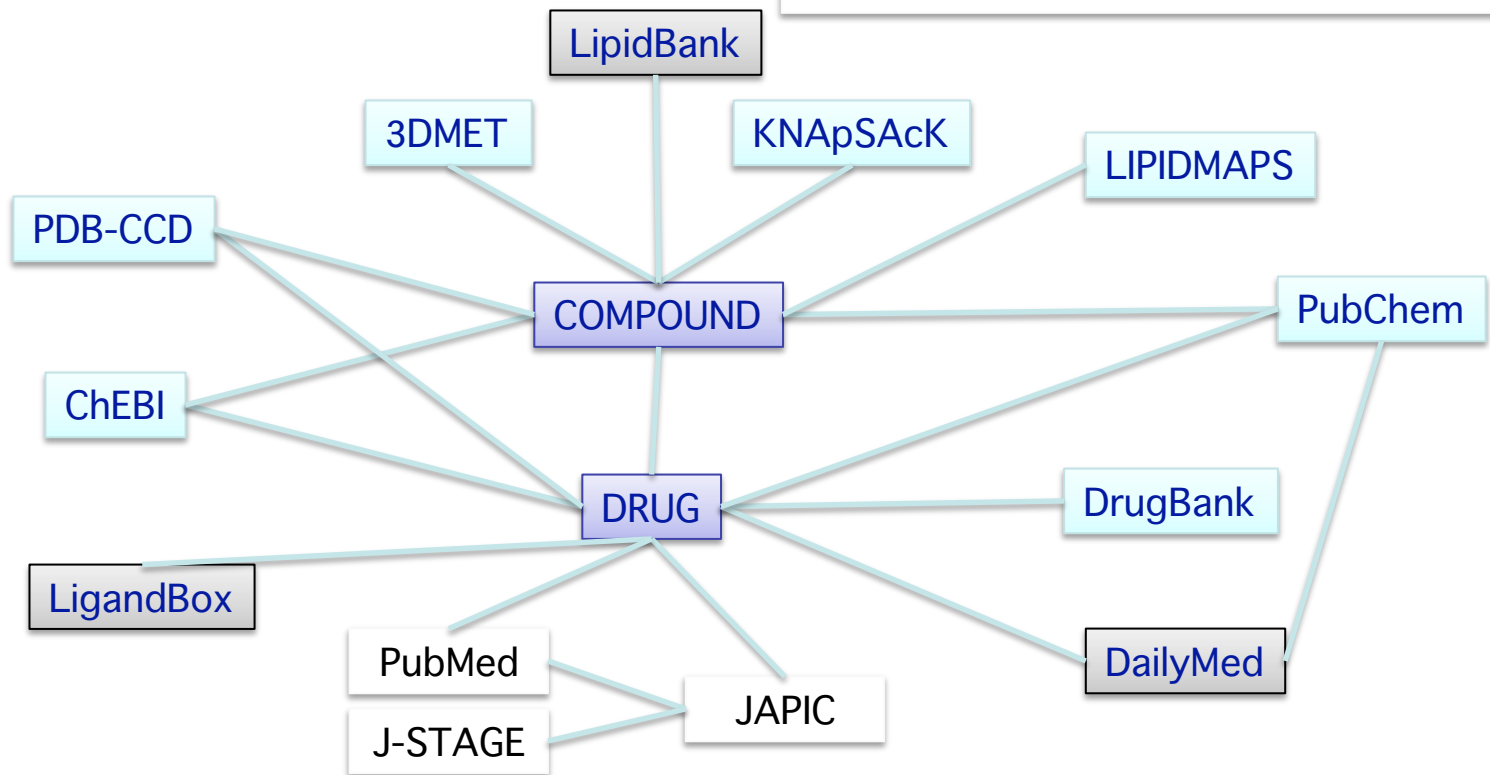 LipidBank
3DMET
KNApSAcK
LIPIDMAPS
PDB-CCD
COMPOUND
PubChem
ChEBI
DRUG
DrugBank
LigandBox
PubMed
DailyMed
JAPIC
J-STAGE